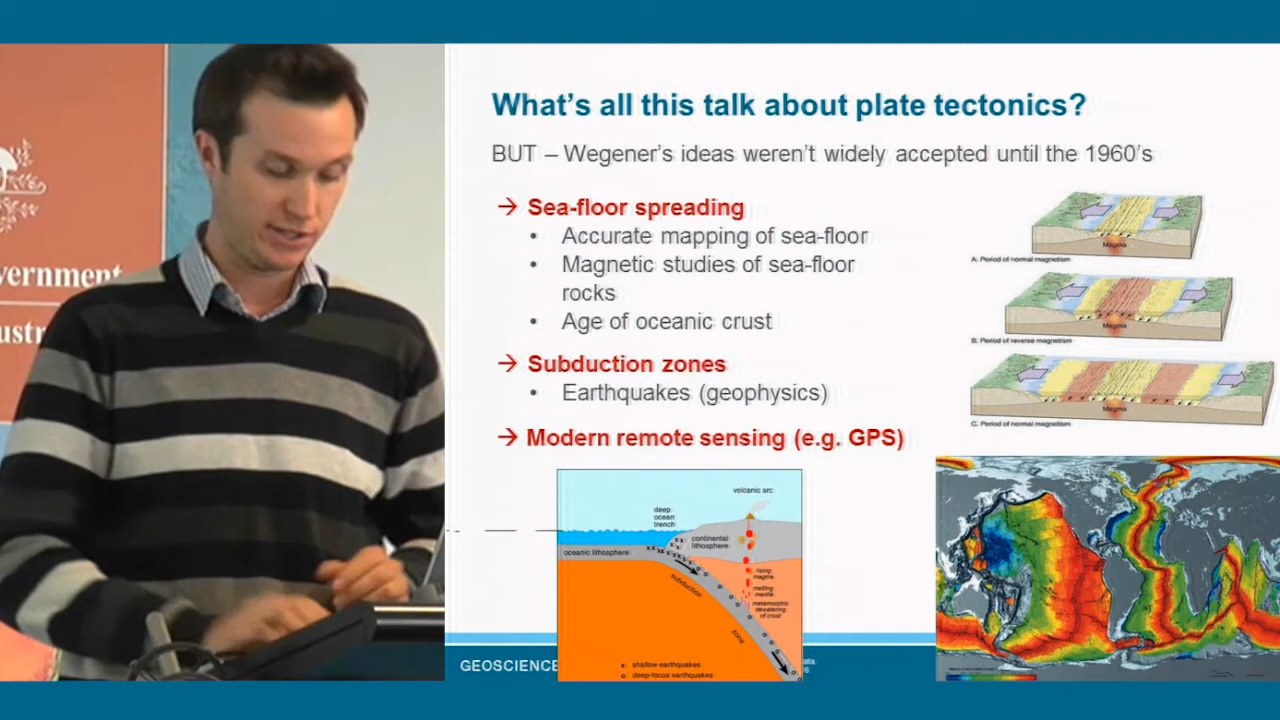 vernment
ustr
What's all this talk about plate tectonics?
BUT – Wegener's ideas weren't widely accepted until the 1960's
→ Sea-floor spreading
• Accurate mapping of sea-floor
• Magnetic studies of sea-floor
rocks
• Age of oceanic crust
→ Subduction zones
• Earthquakes (geophysics)
→ Modern remote sensing (e.g. GPS)
Magma
A. Period of normal magnetism
Magma
B. Period of reverse magnetism
Magma
C. Period of normal magnetism
volcanic arc
deep
ocean
trench
continental
lithosphere
oceanic lithosphere
subduction
zone
rising
magma
melting
mantle
metamorphic
dewatering
of crust
x shallow earthquakes
o deep-focus earthquakes
GEOSCIENCE